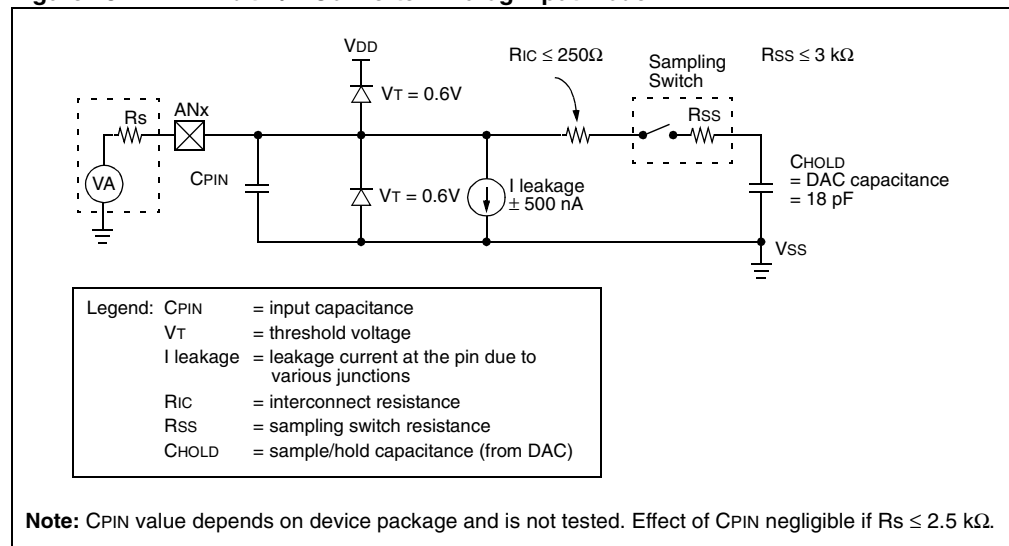 VDD
RIC ≤ 250Ω
Sampling
Switch
RSS ≤ 3 kΩ
VT = 0.6V
Rs
ANx
RSS
VA
CPIN
VT = 0.6V
I leakage
± 500 nA
CHOLD
= DAC capacitance
= 18 pF
VSS
Legend: CPIN = input capacitance
VT = threshold voltage
I leakage = leakage current at the pin due to
various junctions
RIC = interconnect resistance
RSS = sampling switch resistance
CHOLD = sample/hold capacitance (from DAC)
Note: CPIN value depends on device package and is not tested. Effect of CPIN negligible if Rs ≤ 2.5 kΩ.